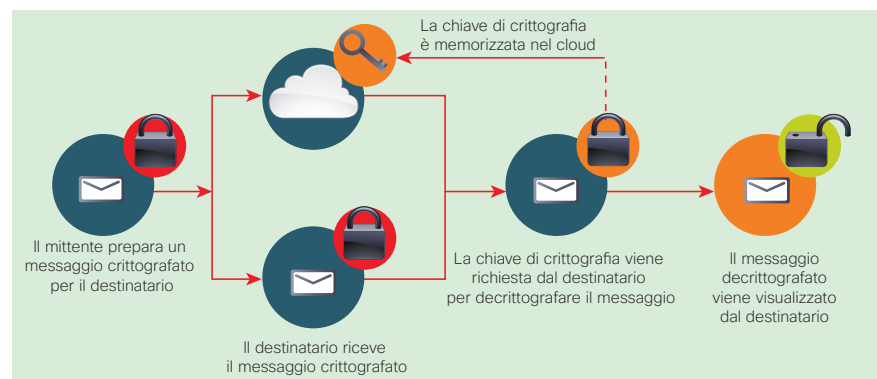 La chiave di crittografia
è memorizzata nel cloud
Il mittente prepara un
messaggio crittografato
per il destinatario
Il destinatario riceve
il messaggio crittografato
La chiave di crittografia viene
richiesta dal destinatario
per decrittografare il messaggio
Il messaggio
decrittografato
viene visualizzato
dal destinatario